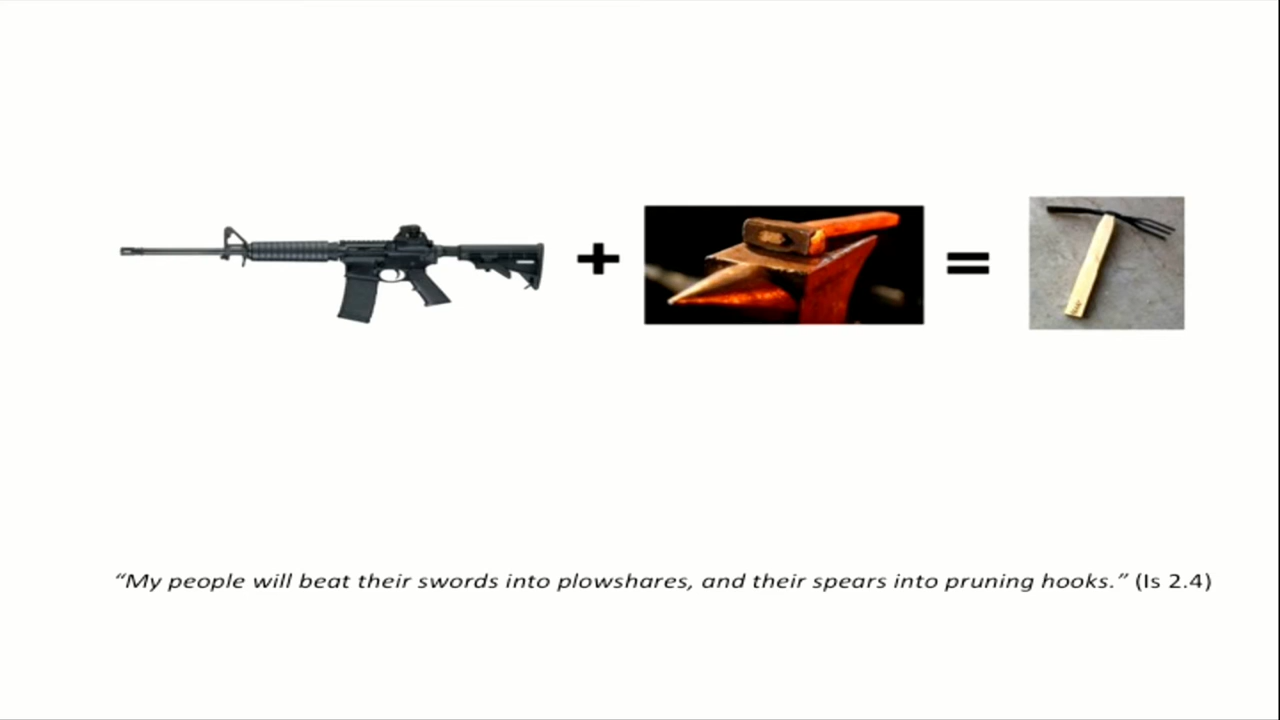 +
=
“My people will beat their swords into plowshares, and their spears into pruning hooks.” (Is 2.4)